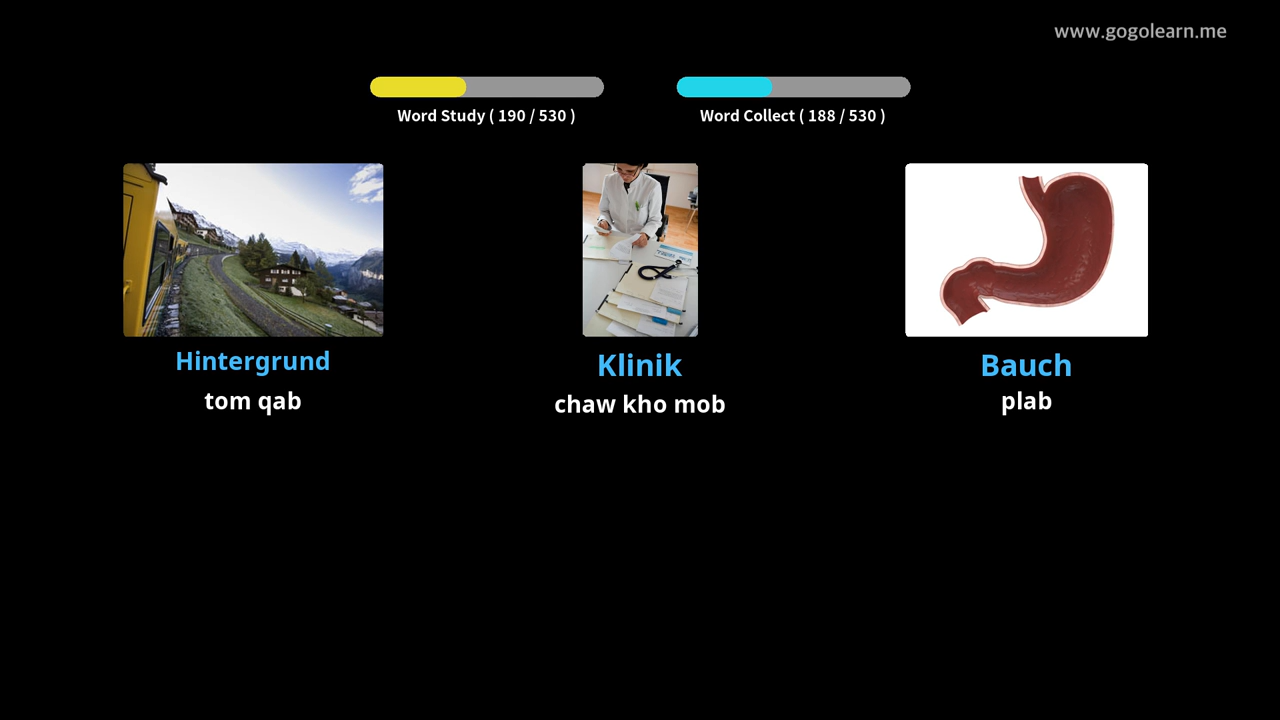 www.gogolearn.me
Word Study ( 190 / 530 )
Word Collect ( 188 / 530 )
Hintergrund
tom qab
Klinik
chaw kho mob
Bauch
plab